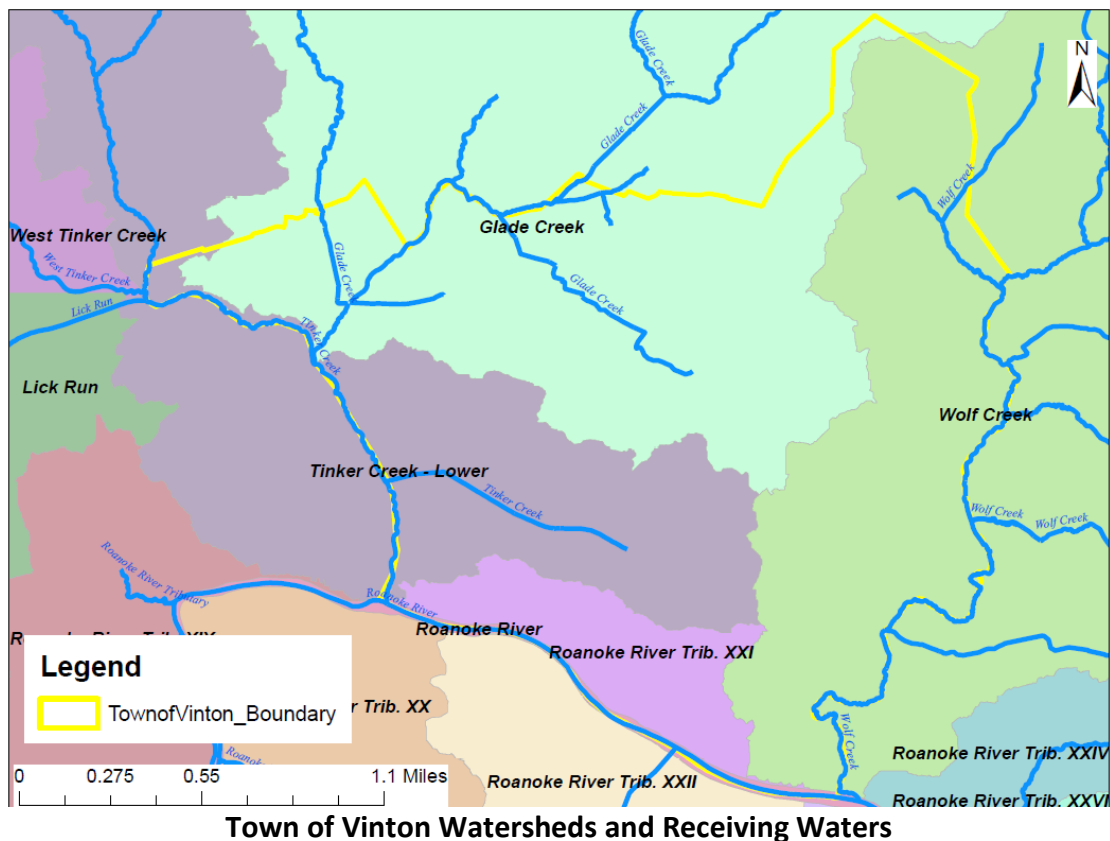 N
Glade Creek
Glade Creek
Wolf Creek
West Tinker Creek
Glade Creek
West Tinker Creek
Glade Creek
Glade Creek
Lick Run
Tinker Creek
Lick Run
Wolf Creek
Tinker Creek - Lower
Tinker Creek
Wolf Creek
Wolf Creek
Roanoke River Tributary
Roanoke River
Roanoke River
Roanoke River Trib. XXI
Legend
TownofVinton_Boundary
Trib. XX
Wolf Creek
Roanoke River Trib. XXIV
Roanoke River Trib. XXII
0 0.275 0.55 1.1 Miles
Roanoke River Trib. XXVI
Town of Vinton Watersheds and Receiving Waters